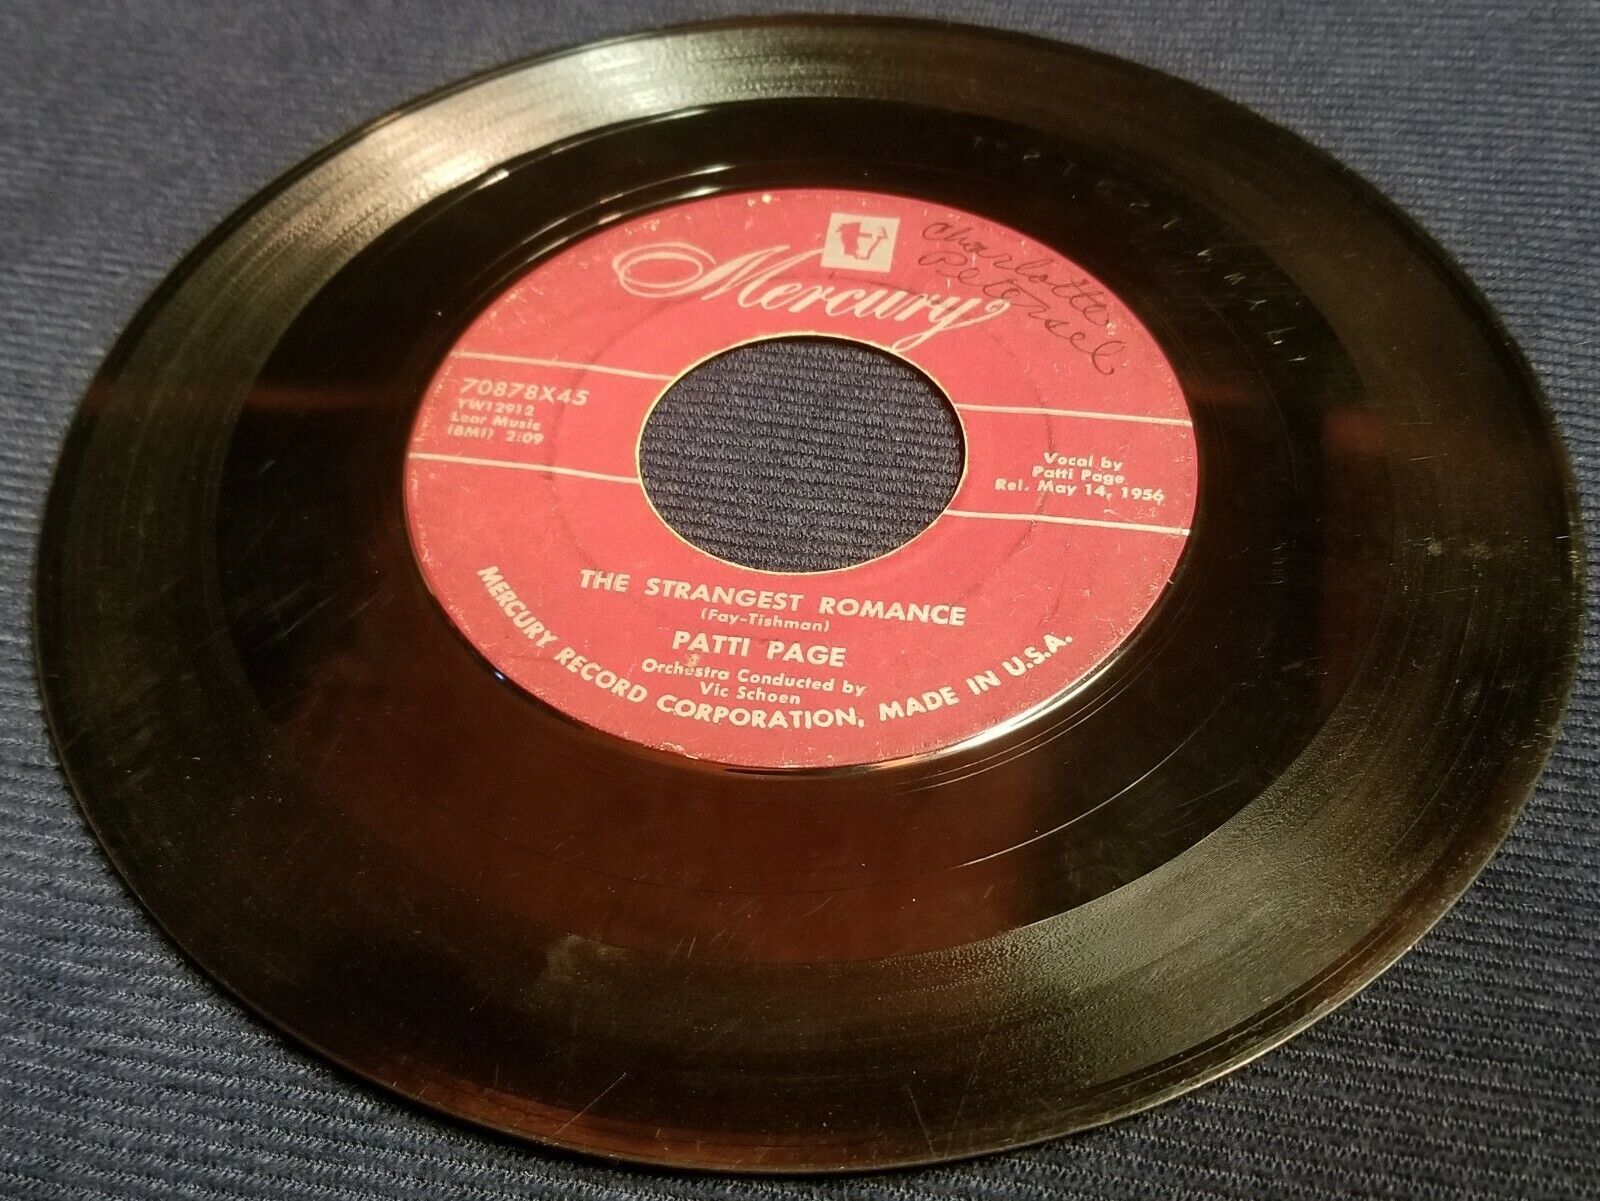 Mercury
Charlotte
70878X45
YW12912
Lear Music
(BMI) 2:09
Vocal by
Patti Page
Rel. May 14, 1956
THE STRANGEST ROMANCE
(Fay-Tishman)
PATTI PAGE
Orchestra Conducted by
Vic Schoen
MERCURY RECORD CORPORATION, MADE IN U.S.A.